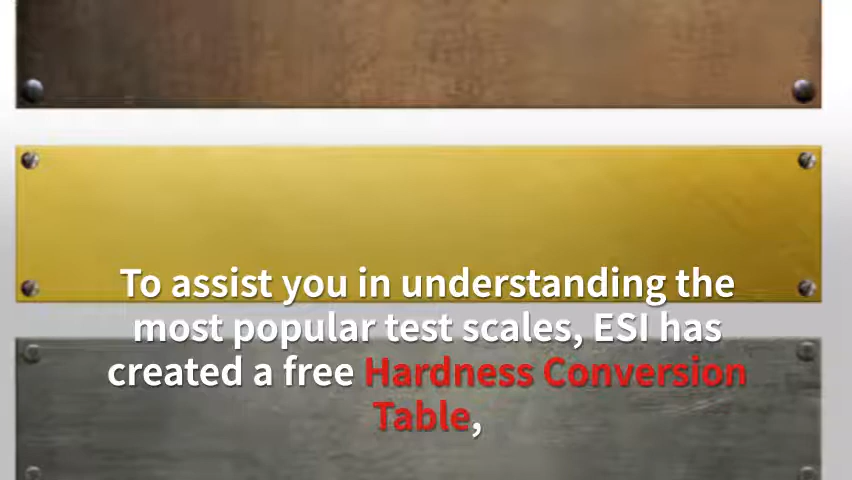 To assist you in understanding the
most popular test scales, ESI has
created a free Hardness Conversion
Table,